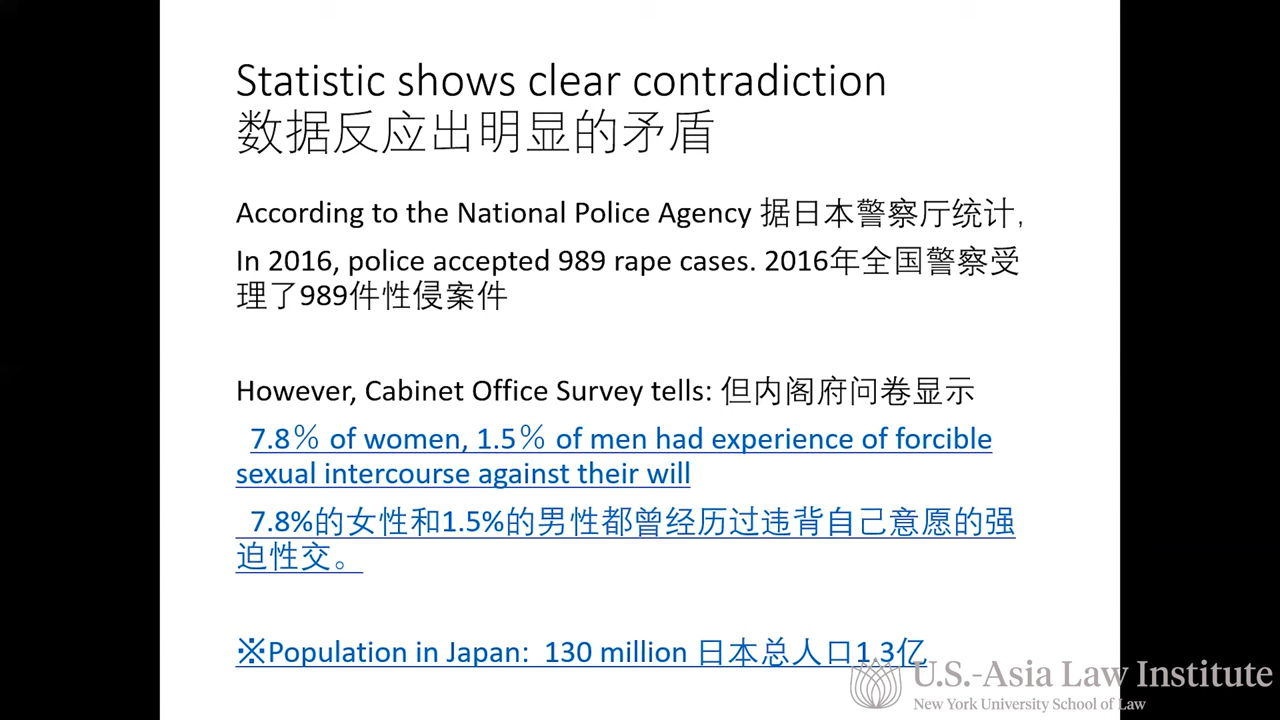 Statistic shows clear contradiction
数据反应出明显的矛盾
According to the National Police Agency 据日本警察厅统计,
In 2016, police accepted 989 rape cases. 2016年全国警察受
理了989件性侵案件
However, Cabinet Office Survey tells: 但内阁府问卷显示
7.8％ of women, 1.5％ of men had experience of forcible
sexual intercourse against their will
7.8%的女性和1.5%的男性都曾经历过违背自己意愿的强
迫性交。
※Population in Japan: 130 million 日本总人口1.3亿
U.S.-Asia Law Institute
New York University School of Law